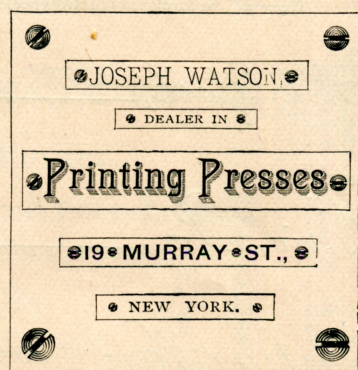 JOSEPH WATSON,
DEALER IN
Printing Presses
19 MURRAY ST.,
NEW YORK.